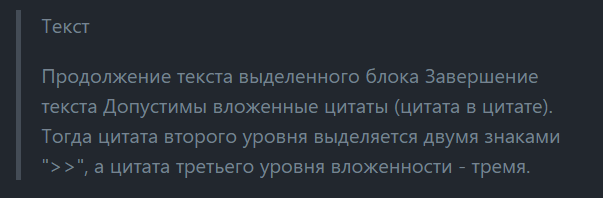 Текст
Продолжение текста выделенного блока Завершение
текста Допустимы вложенные цитаты (цитата в цитате).
Тогда цитата второго уровня выделяется двумя знаками
">>", а цитата третьего уровня вложенности - тремя.